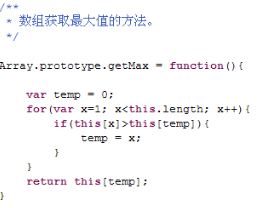 /**
 * 数组获取最大值的方法。
 */
Array.prototype.getMax = function(){
    var temp = 0;
    for(var x=1; x<this.length; x++){
        if(this[x]>this[temp]){
            temp = x;
        }
    }
    return this[temp];
}